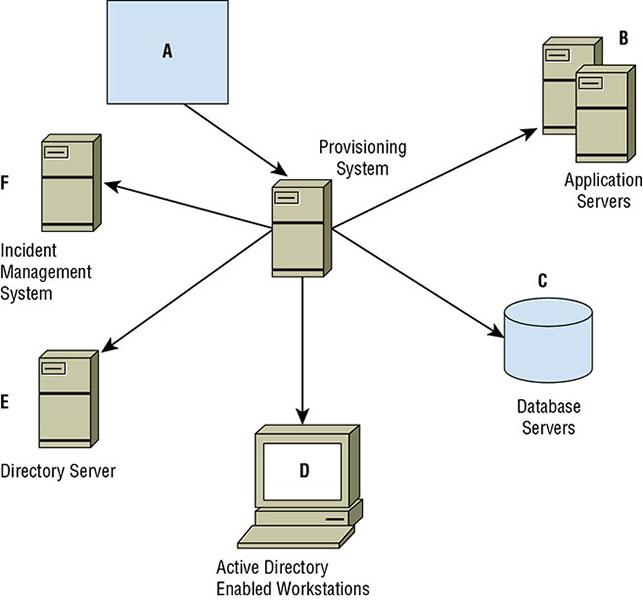 A
B
Provisioning
System
Application
Servers
F
Incident
Management
System
C
Database
Servers
E
Directory Server
D
Active Directory
Enabled Workstations